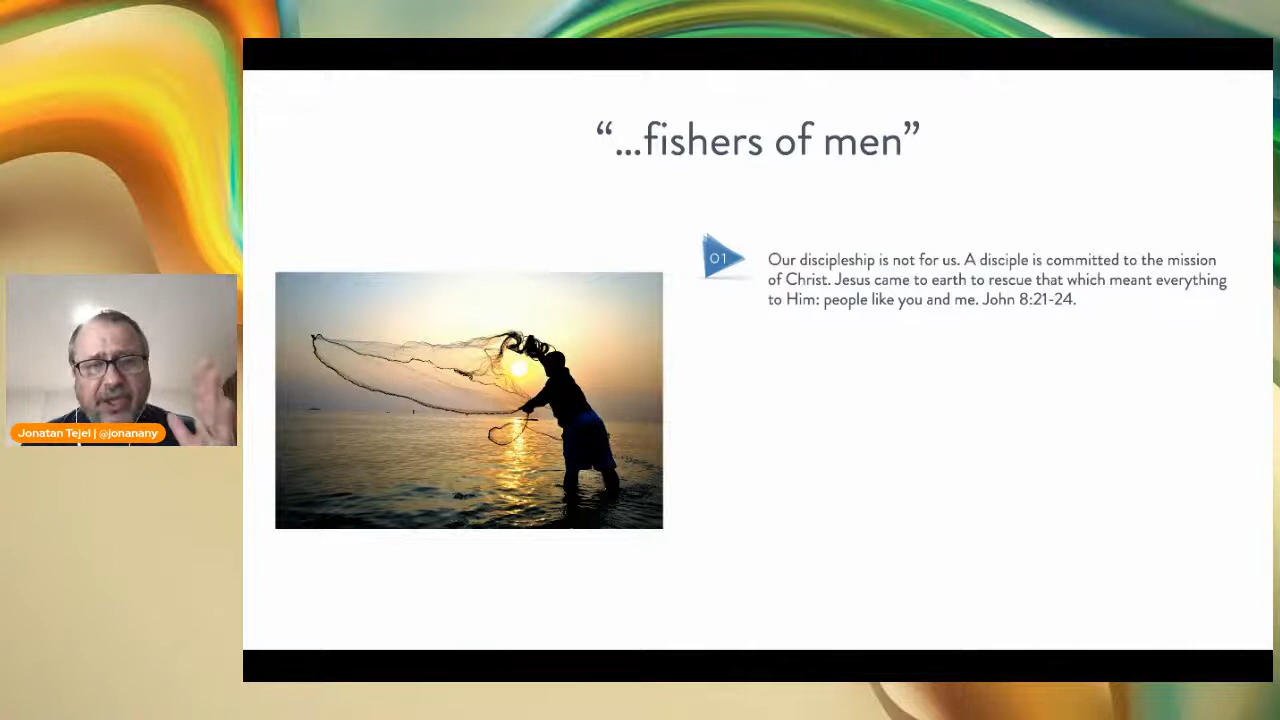 “...fishers of men”
01
Our discipleship is not for us. A disciple is committed to the mission
of Christ. Jesus came to earth to rescue that which meant everything
to Him: people like you and me. John 8:21-24.
Jonatan Tejel | @jonanany